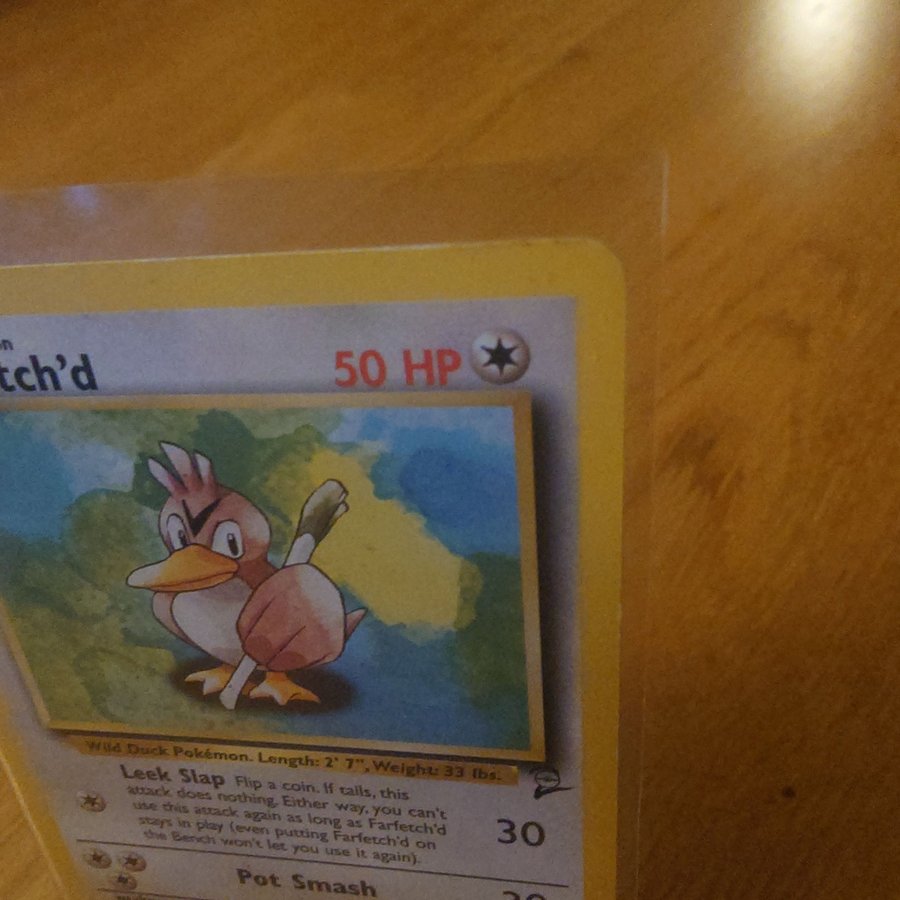 on
tch'd 50 HP
Wild Duck Pokémon. Length: 2' 7", Weight: 33 lbs.
Leek Slap Flip a coin. If tails, this
attack does nothing. Either way, you can't
use this attack again as long as Farfetch'd
stays in play (even putting Farfetch'd on
the Bench won't let you use it again).
30
Pot Smash